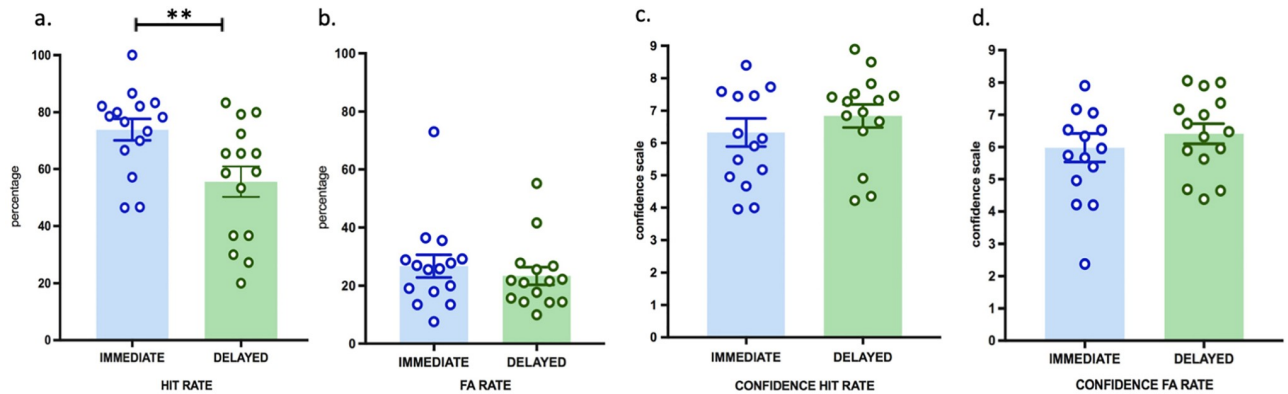 a.
**
percentage
100
80
60
40
20
0
IMMEDIATE DELAYED
HIT RATE
b.
percentage
100
80
60
40
20
0
IMMEDIATE DELAYED
FA RATE
c.
confidence scale
9
8
7
6
5
4
3
2
1
0
IMMEDIATE DELAYED
CONFIDENCE HIT RATE
d.
confidence scale
9
8
7
6
5
4
3
2
1
0
IMMEDIATE DELAYED
CONFIDENCE FA RATE